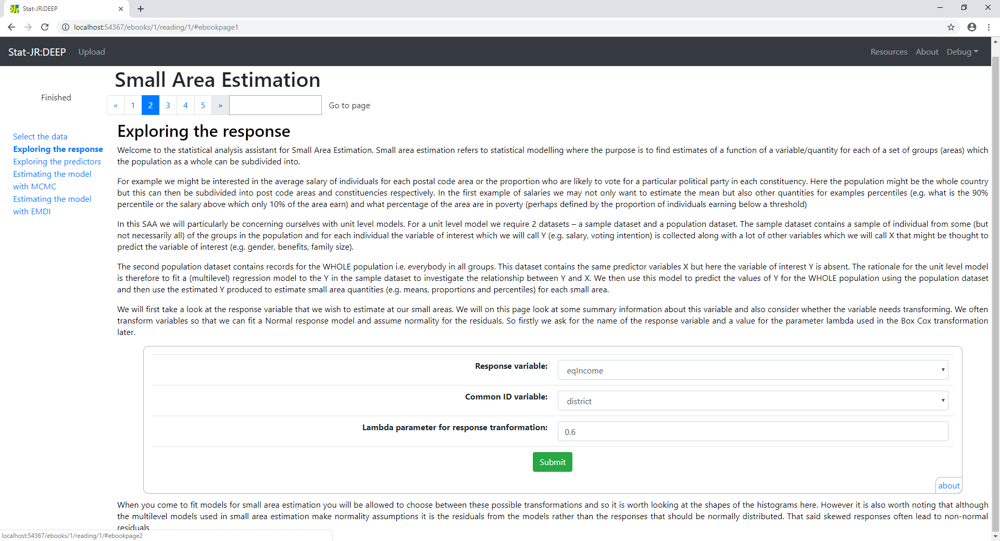 Stat-JR:DEEP
localhost:54367/ebooks/1/reading/1/#ebookpage1
Stat-JR:DEEP Upload Resources About Debug
Small Area Estimation
Finished
« 1 2 3 4 5 » Go to page
Select the data
Exploring the response
Exploring the predictors
Estimating the model
with MCMC
Estimating the model
with EMDI
Exploring the response
Welcome to the statistical analysis assistant for Small Area Estimation. Small area estimation refers to statistical modelling where the purpose is to find estimates of a function of a variable/quantity for each of a set of groups (areas) which
the population as a whole can be subdivided into.
For example we might be interested in the average salary of individuals for each postal code area or the proportion who are likely to vote for a particular political party in each constituency. Here the population might be the whole country
but this can then be subdivided into post code areas and constituencies respectively. In the first example of salaries we may not only want to estimate the mean but also other quantities for examples percentiles (e.g. what is the 90%
percentile or the salary above which only 10% of the area earn) and what percentage of the area are in poverty (perhaps defined by the proportion of individuals earning below a threshold)
In this SAA we will particularly be concerning ourselves with unit level models. For a unit level model we require 2 datasets – a sample dataset and a population dataset. The sample dataset contains a sample of individual from some (but
not necessarily all) of the groups in the population and for each individual the variable of interest which we will call Y (e.g. salary, voting intention) is collected along with a lot of other variables which we will call X that might be thought to
predict the variable of interest (e.g. gender, benefits, family size).
The second population dataset contains records for the WHOLE population i.e. everybody in all groups. This dataset contains the same predictor variables X but here the variable of interest Y is absent. The rationale for the unit level model
is therefore to fit a (multilevel) regression model to the Y in the sample dataset to investigate the relationship between Y and X. We then use this model to predict the values of Y for the WHOLE population using the population dataset
and then use the estimated Y produced to estimate small area quantities (e.g. means, proportions and percentiles) for each small area.
We will first take a look at the response variable that we wish to estimate at our small areas. We will on this page look at some summary information about this variable and also consider whether the variable needs transforming. We often
transform variables so that we can fit a Normal response model and assume normality for the residuals. So firstly we ask for the name of the response variable and a value for the parameter lambda used in the Box Cox transformation
later.
Response variable: eqIncome
Common ID variable: district
Lambda parameter for response tranformation: 0.6
Submit
about
When you come to fit models for small area estimation you will be allowed to choose between these possible transformations and so it is worth looking at the shapes of the histograms here. However it is also worth noting that although
the multilevel models used in small area estimation make normality assumptions it is the residuals from the models rather than the responses that should be normally distributed. That said skewed responses often lead to non-normal
residuals
localhost:54367/ebooks/1/reading/1/#ebookpage2